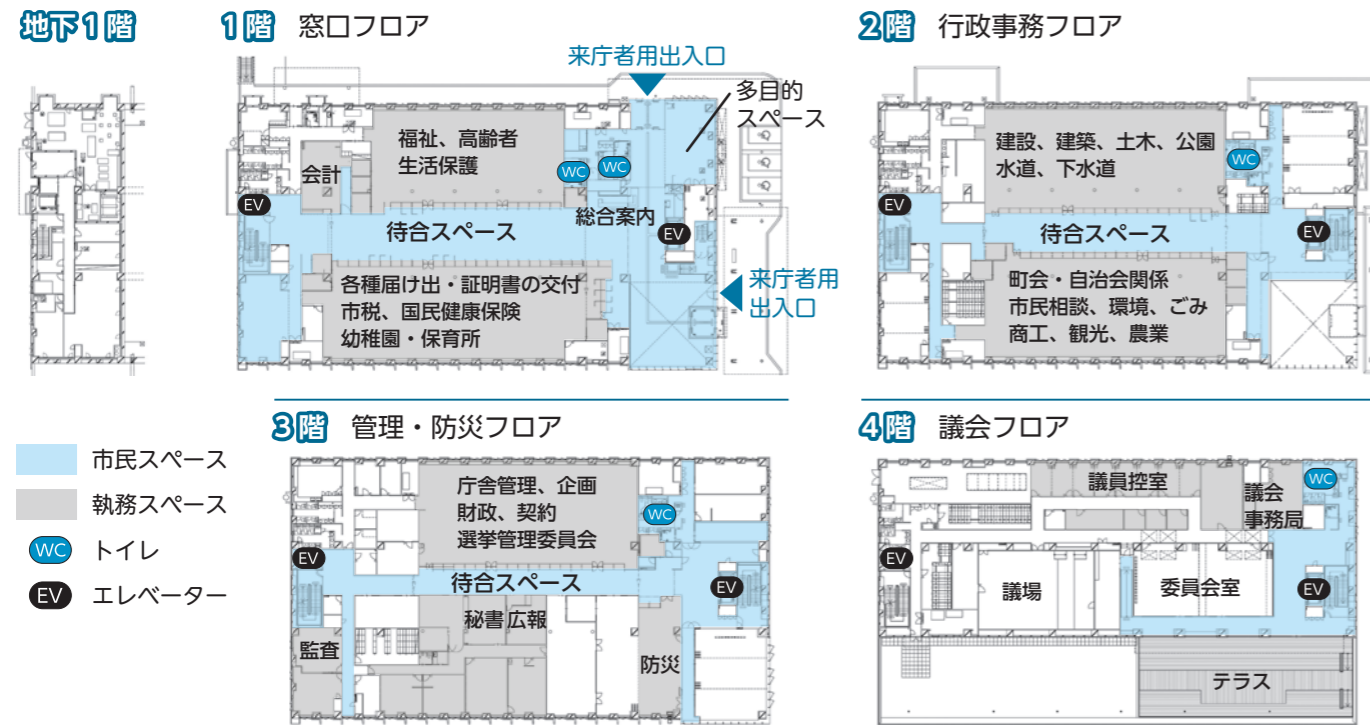 地下1階
1階 窓口フロア
来庁者用出入口
多目的
スペース
福祉、高齢者
生活保護
会計
WC
WC
EV
総合案内
待合スペース
EV
各種届け出・証明書の交付
市税、国民健康保険
幼稚園・保育所
来庁者用
出入口
2階 行政事務フロア
建設、建築、土木、公園
水道、下水道
WC
EV
待合スペース
EV
町会・自治会関係
市民相談、環境、ごみ
商工、観光、農業
市民スペース
執務スペース
WC トイレ
EV エレベーター
3階 管理・防災フロア
庁舎管理、企画
財政、契約
選挙管理委員会
WC
EV
待合スペース
EV
秘書 広報
監査
防災
4階 議会フロア
議員控室
WC
議会
事務局
EV
議場
委員会室
EV
テラス